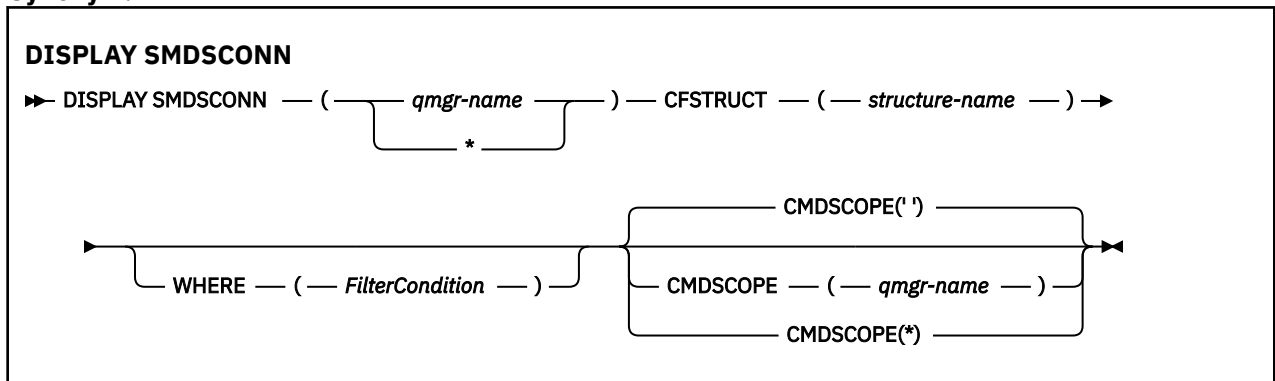 DISPLAY SMDSCONN
DISPLAY SMDSCONN ( qmgr-name ) CFSTRUCT ( structure-name )
*
CMDSCOPE(' ')
WHERE ( FilterCondition ) CMDSCOPE ( qmgr-name )
CMDSCOPE(*)